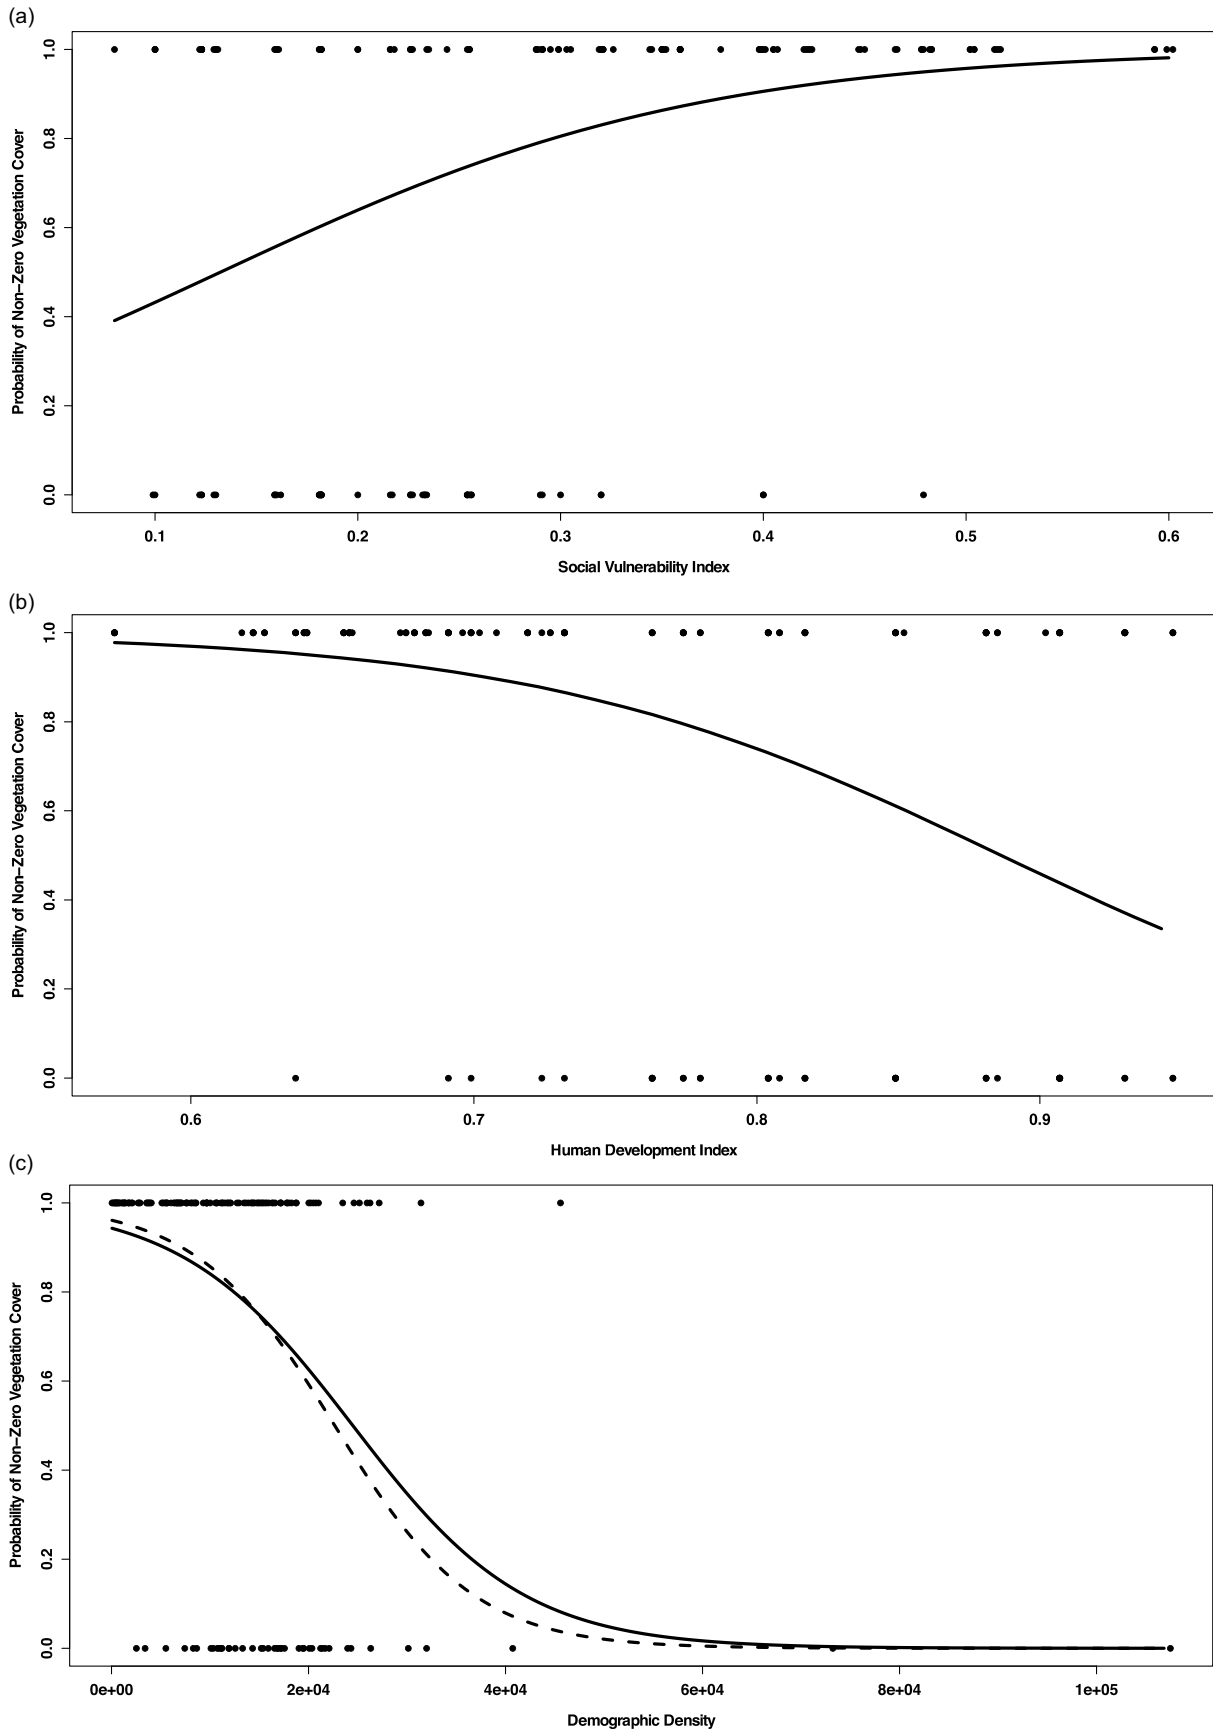 (a)
Probability of Non−Zero Vegetation Cover
1.0
0.8
0.6
0.4
0.2
0.0
0.1 0.2 0.3 0.4 0.5 0.6
Social Vulnerability Index
(b)
Probability of Non−Zero Vegetation Cover
1.0
0.8
0.6
0.4
0.2
0.0
0.6 0.7 0.8 0.9
Human Development Index
(c)
Probability of Non−Zero Vegetation Cover
1.0
0.8
0.6
0.4
0.2
0.0
0e+00 2e+04 4e+04 6e+04 8e+04 1e+05
Demographic Density